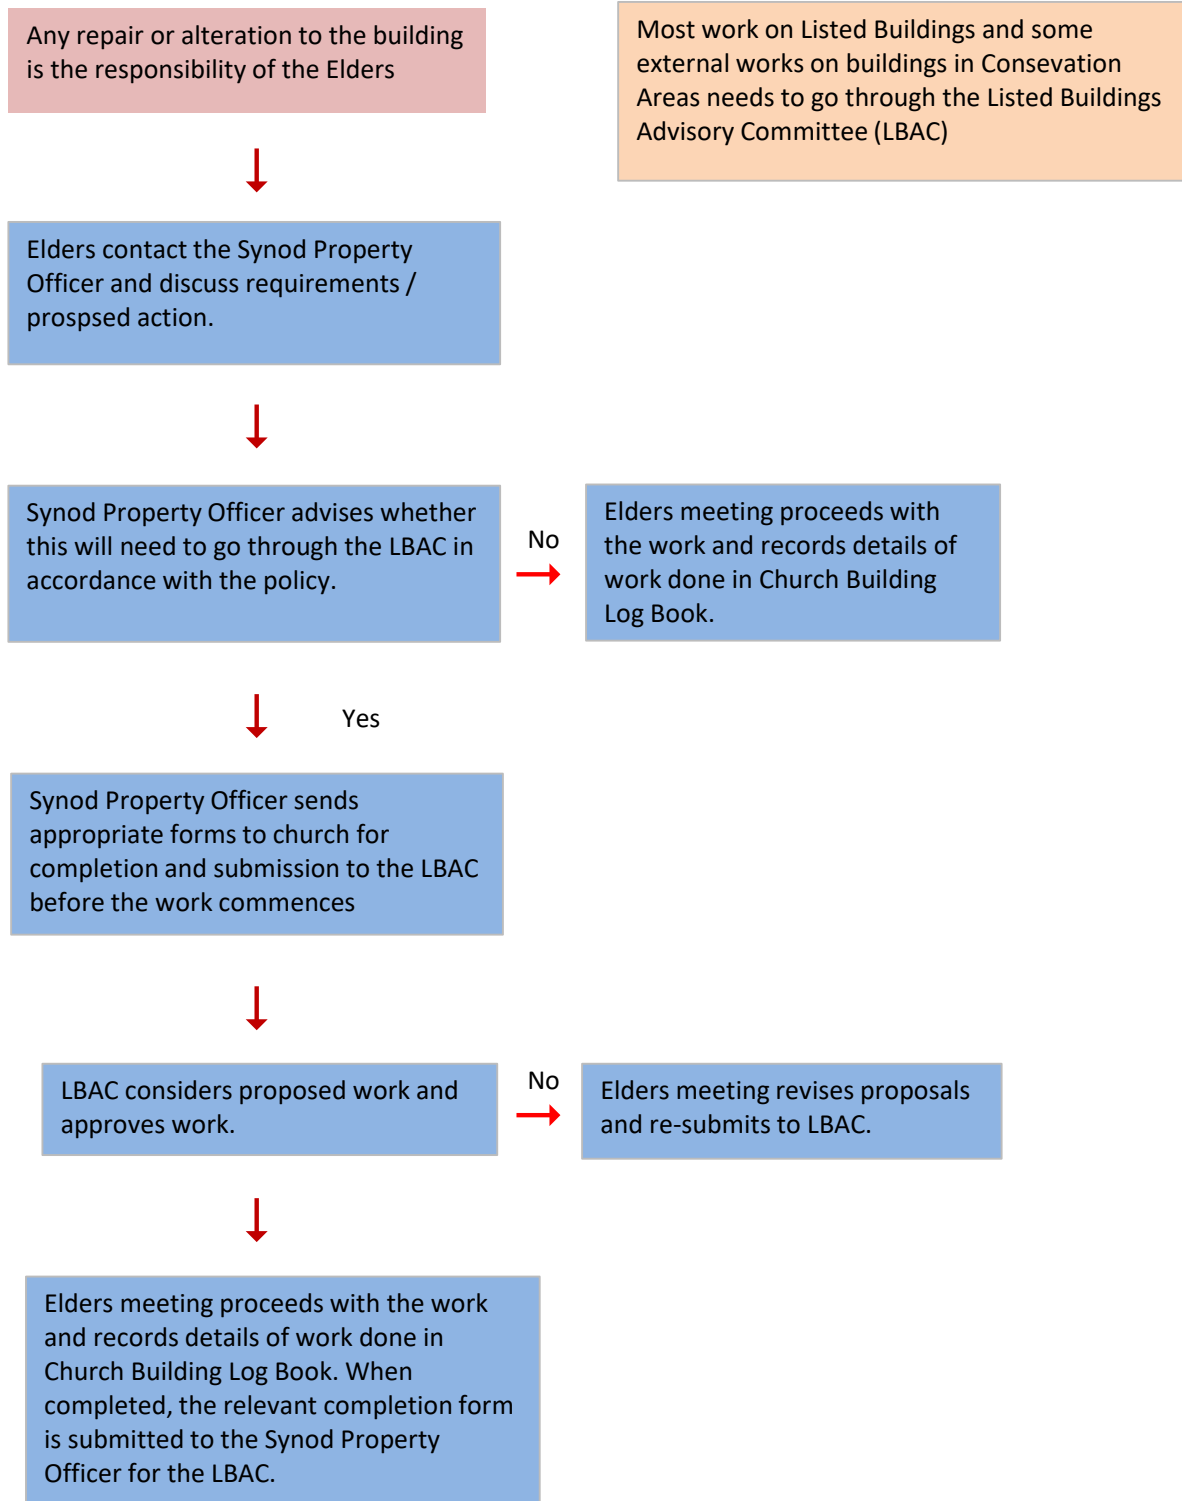 Any repair or alteration to the building
is the responsibility of the Elders
Most work on Listed Buildings and some
external works on buildings in Consevation
Areas needs to go through the Listed Buildings
Advisory Committee (LBAC)
Elders contact the Synod Property
Officer and discuss requirements /
prospsed action.
Synod Property Officer advises whether
this will need to go through the LBAC in
accordance with the policy.
No
Elders meeting proceeds with
the work and records details of
work done in Church Building
Log Book.
Yes
Synod Property Officer sends
appropriate forms to church for
completion and submission to the LBAC
before the work commences
LBAC considers proposed work and
approves work.
No
Elders meeting revises proposals
and re-submits to LBAC.
Elders meeting proceeds with the work
and records details of work done in
Church Building Log Book. When
completed, the relevant completion form
is submitted to the Synod Property
Officer for the LBAC.